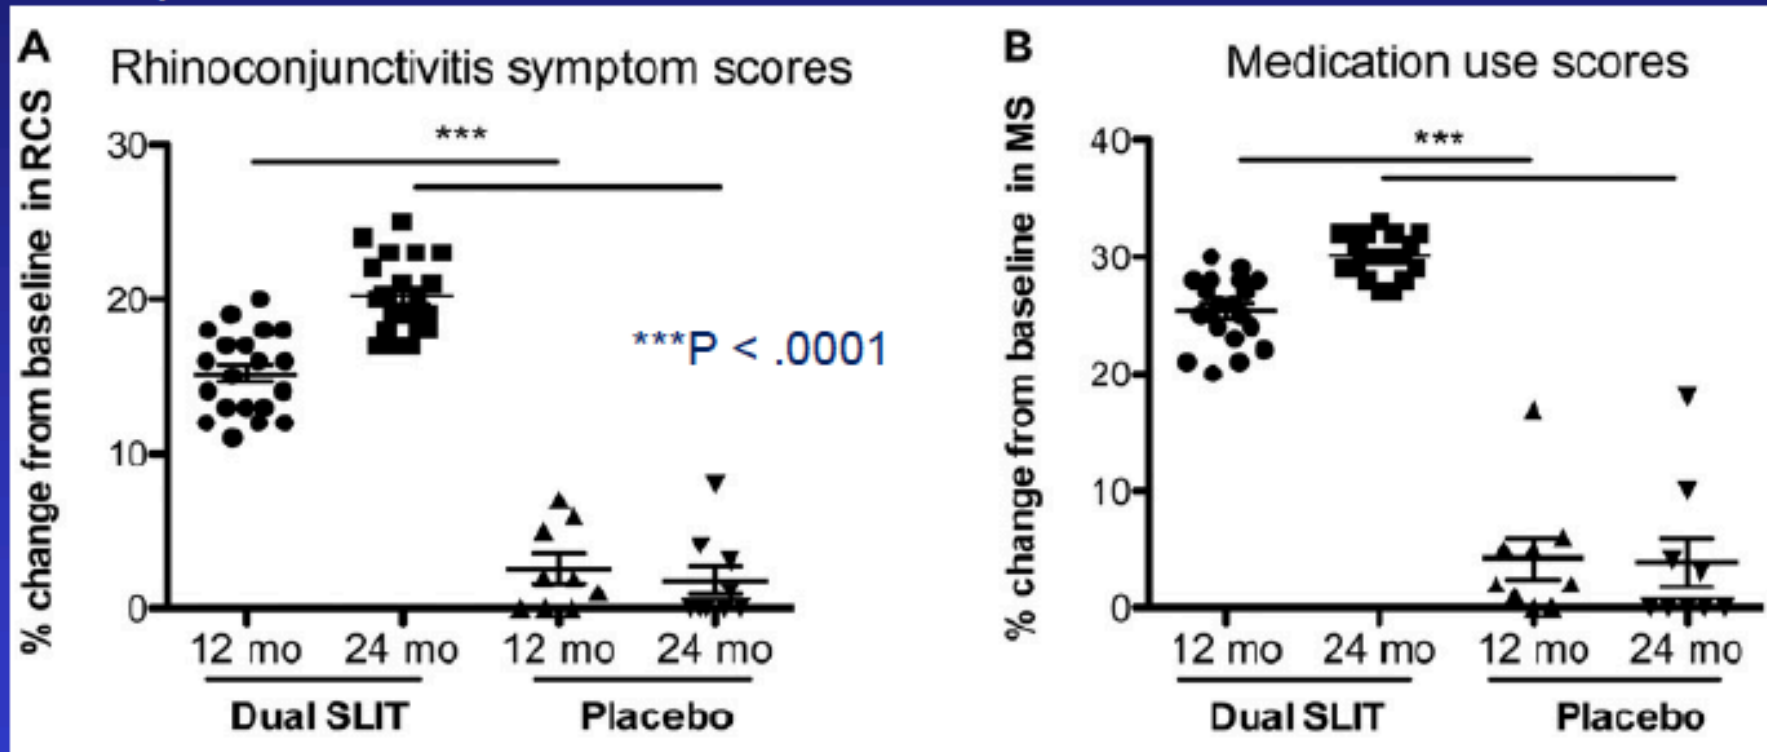 A
Rhinoconjunctivitis symptom scores
% change from baseline in RCS
30
20
10
0
***
***P < .0001
12 mo 24 mo 12 mo 24 mo
Dual SLIT Placebo
B
Medication use scores
% change from baseline in MS
40
30
20
10
0
***
12 mo 24 mo 12 mo 24 mo
Dual SLIT Placebo